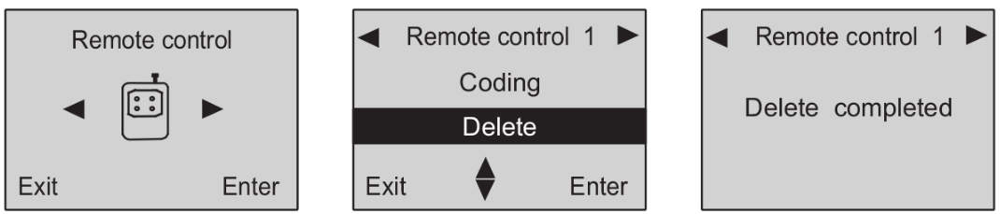 Remote control
Exit Enter
Remote control 1
Coding
Delete
Exit Enter
Remote control 1
Delete completed